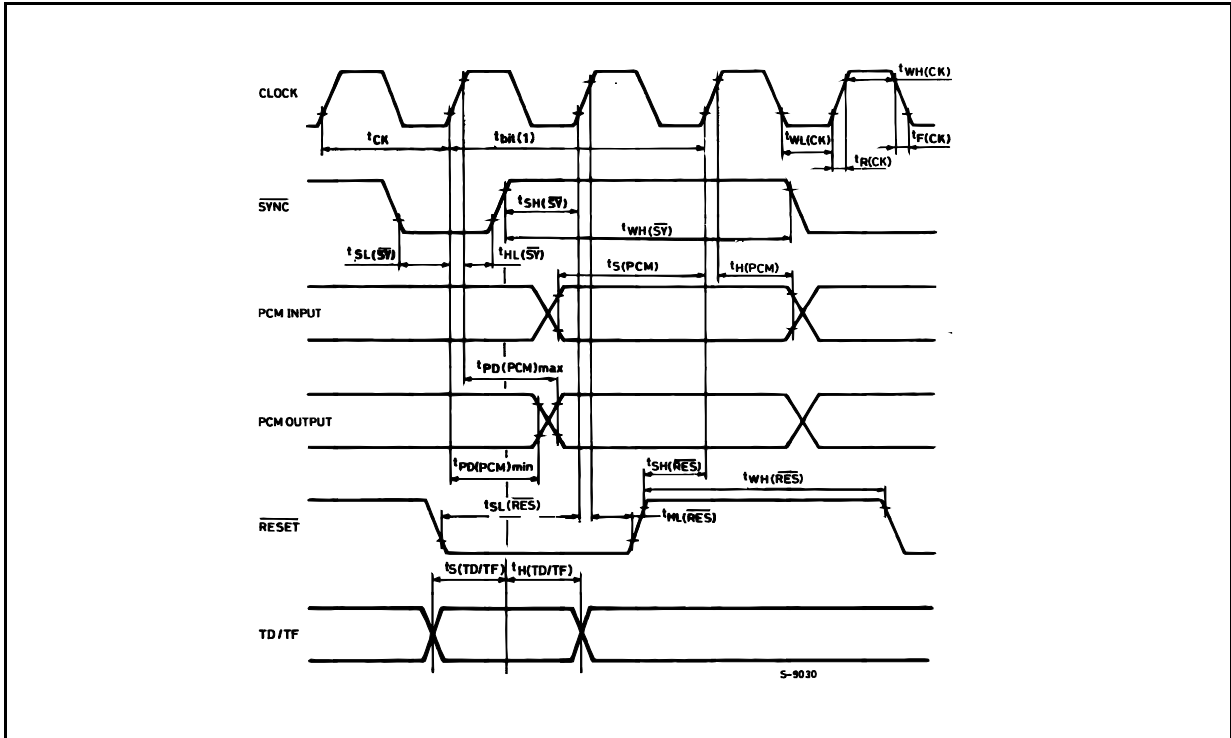 CLOCK
tWH(CK)
tCK
tbit(1)
tWL(CK)
tF(CK)
tR(CK)
SYNC
tSH(SY)
tWH(SY)
tSL(SY)
tHL(SY)
tS(PCM)
tH(PCM)
PCM INPUT
tPD(PCM)max
PCM OUTPUT
tPD(PCM)min
tSH(RES)
tWH(RES)
tSL(RES)
tHL(RES)
RESET
tS(TD/TF)
tH(TD/TF)
TD/TF
S-9030